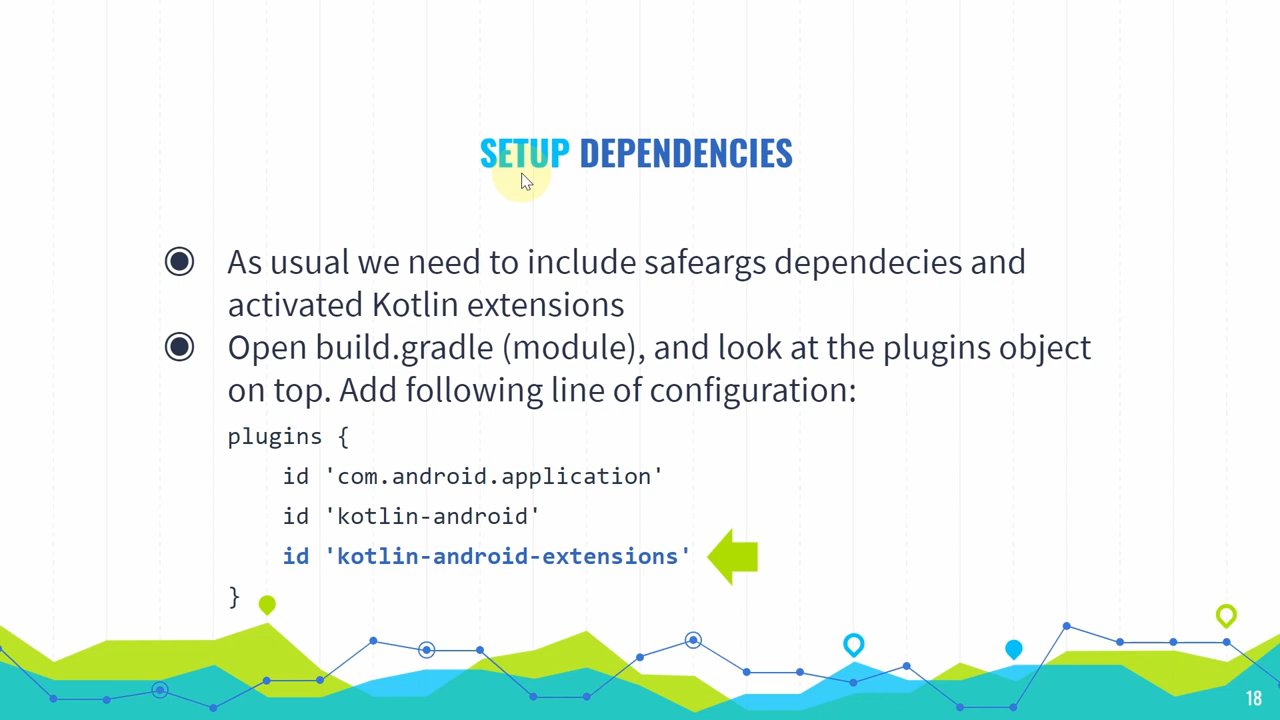 SETUP DEPENDENCIES
As usual we need to include safeargs dependecies and
activated Kotlin extensions
Open build.gradle (module), and look at the plugins object
on top. Add following line of configuration:
plugins {
    id 'com.android.application'
    id 'kotlin-android'
    id 'kotlin-android-extensions'
}
18